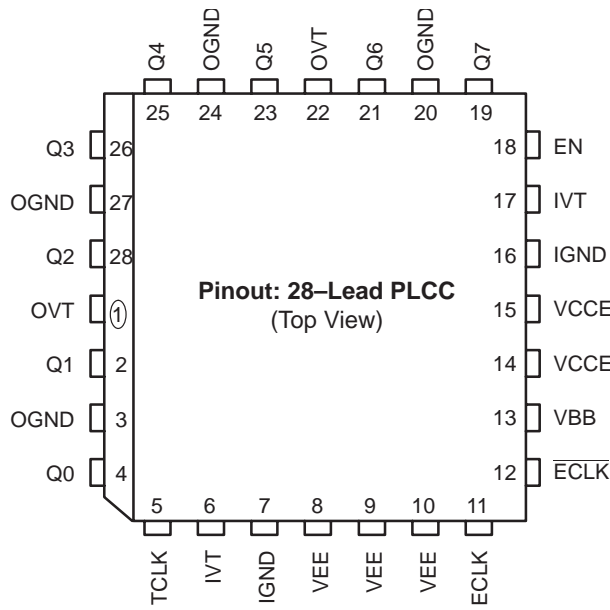 Q4 OGND Q5 OVT Q6 OGND Q7
25 24 23 22 21 20 19
Q3 26 18 EN
OGND 27 17 IVT
Q2 28 16 IGND
Pinout: 28–Lead PLCC
(Top View)
OVT 1 15 VCCE
Q1 2 14 VCCE
OGND 3 13 VBB
Q0 4 12 ECLK
5 6 7 8 9 10 11
TCLK IVT IGND VEE VEE VEE ECLK